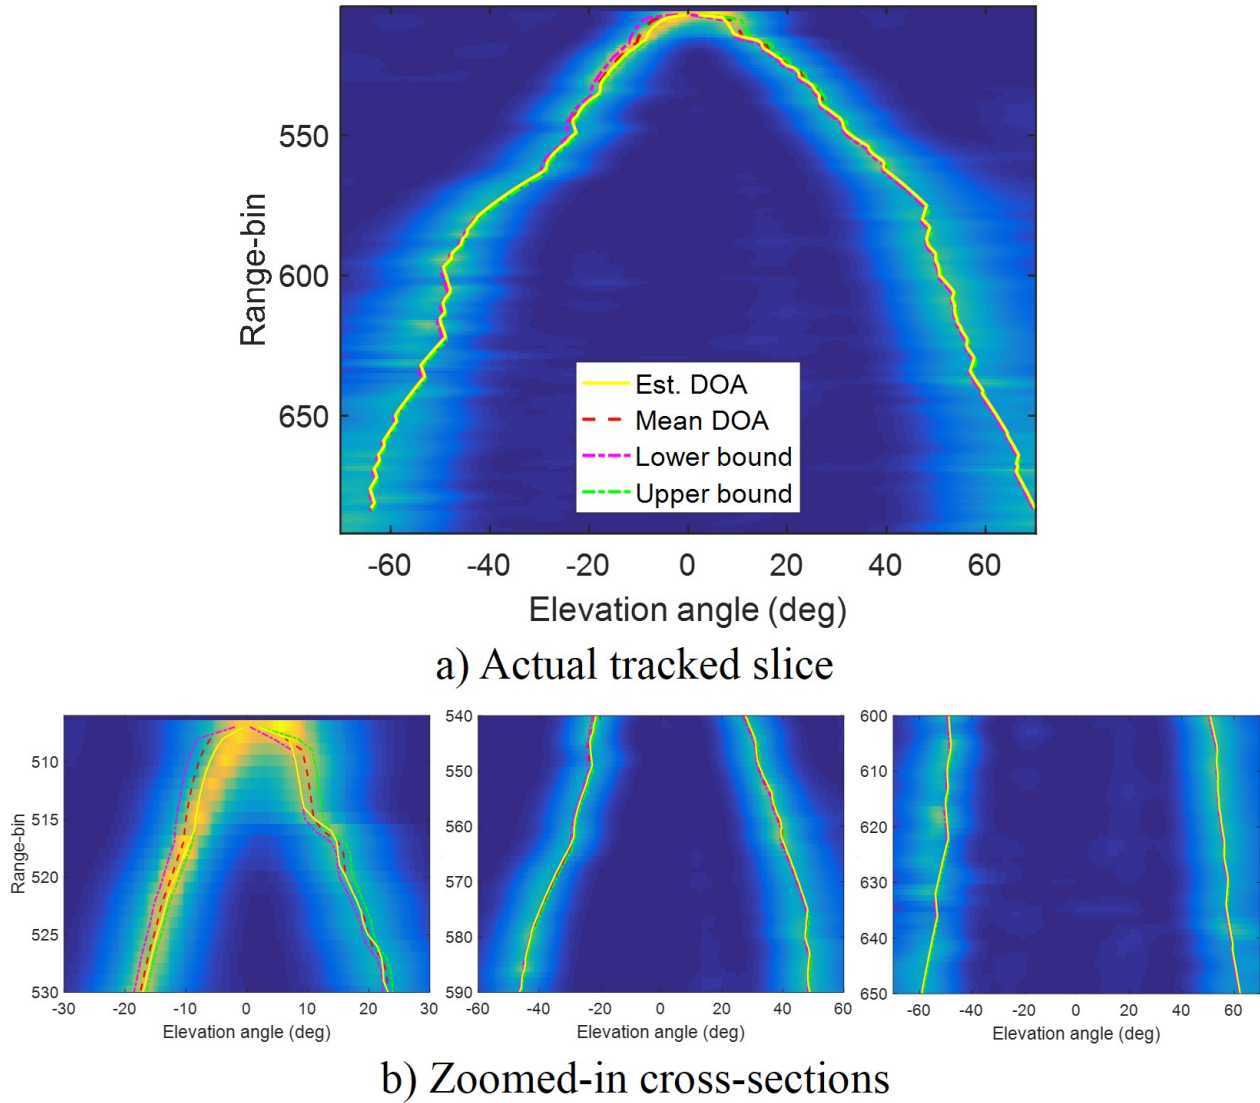 550
600
650
Range-bin
Est. DOA
Mean DOA
Lower bound
Upper bound
-60 -40 -20 0 20 40 60
Elevation angle (deg)
a) Actual tracked slice
510
515
520
525
530
Range-bin
-30 -20 -10 0 10 20 30
Elevation angle (deg)
540
550
560
570
580
590
-60 -40 -20 0 20 40 60
Elevation angle (deg)
600
610
620
630
640
650
-60 -40 -20 0 20 40 60
Elevation angle (deg)
b) Zoomed-in cross-sections